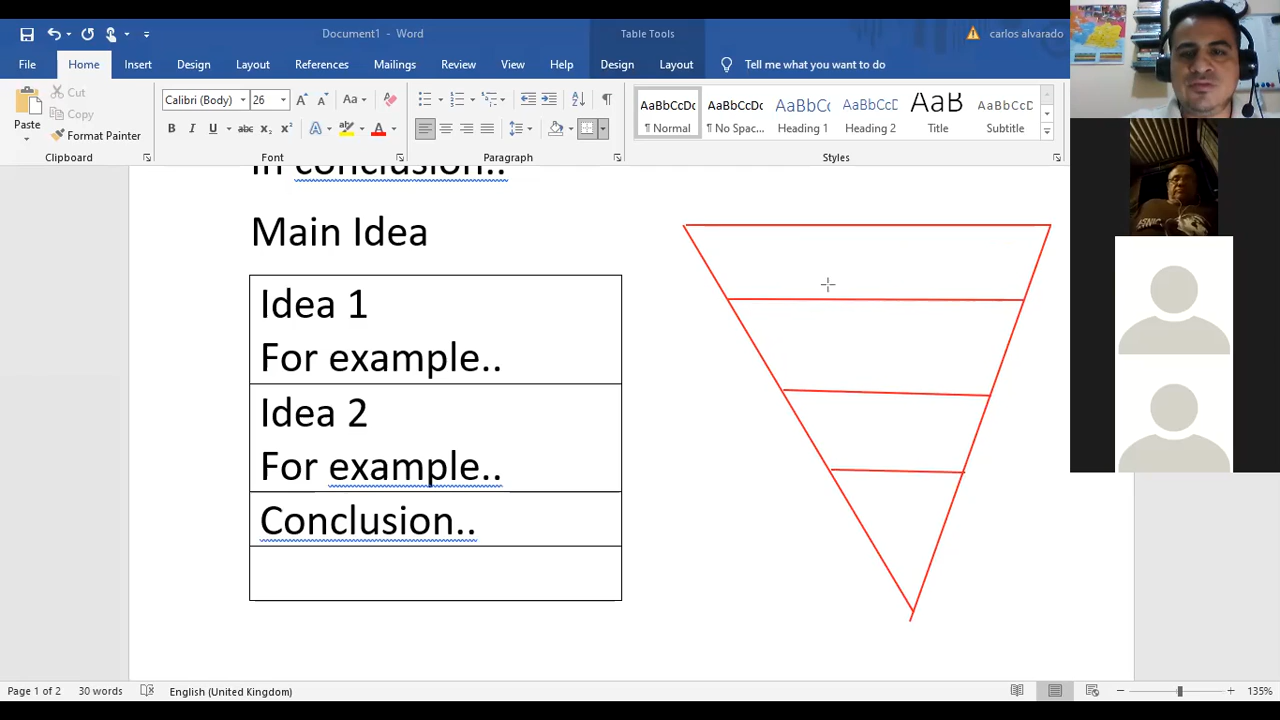 Document1 - Word
Table Tools
carlos alvarado
File Home Insert Design Layout References Mailings Review View Help Design Layout Tell me what you want to do
Paste
Cut
Copy
Format Painter
Clipboard
Calibri (Body) 26
Font
Paragraph
AaBbCcDc AaBbCcDc AaBbCc AaBbCcD AaB AaBbCcD
¶ Normal ¶ No Spac... Heading 1 Heading 2 Title Subtitle
Styles
In conclusion..
Main Idea
Idea 1
For example..
Idea 2
For example..
Conclusion..
Page 1 of 2 30 words English (United Kingdom) 135%